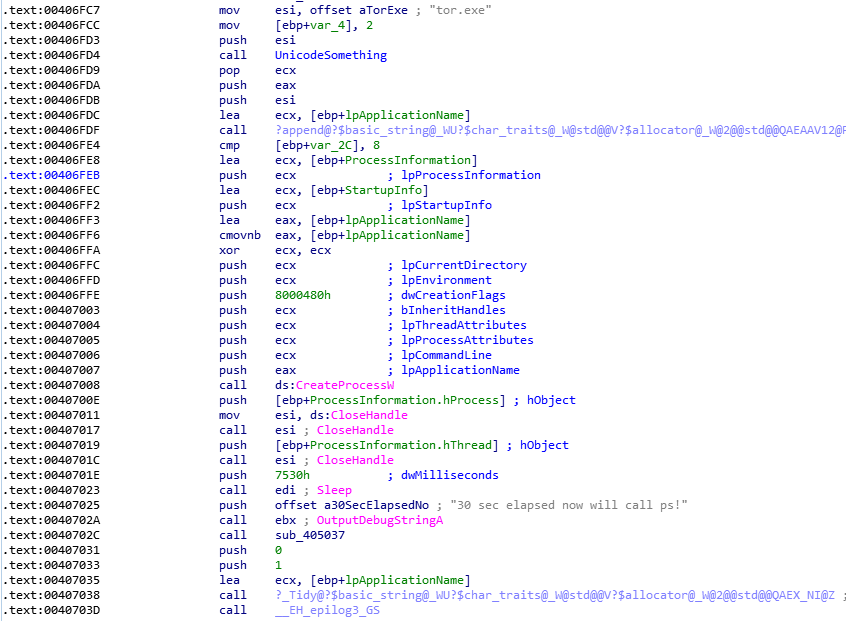 .text:00406FC7 mov esi, offset aTorExe ; "tor.exe"
.text:00406FCC mov [ebp+var_4], 2
.text:00406FD3 push esi
.text:00406FD4 call UnicodeSomething
.text:00406FD9 pop ecx
.text:00406FDA push eax
.text:00406FDB push esi
.text:00406FDC lea ecx, [ebp+lpApplicationName]
.text:00406FDF call ?append@?$basic_string@_WU?$char_traits@_W@std@@V?$allocator@_W@2@@std@@QAEAAV12@P
.text:00406FE4 cmp [ebp+var_2C], 8
.text:00406FE8 lea ecx, [ebp+ProcessInformation]
.text:00406FEB push ecx ; lpProcessInformation
.text:00406FEC lea ecx, [ebp+StartupInfo]
.text:00406FF2 push ecx ; lpStartupInfo
.text:00406FF3 lea eax, [ebp+lpApplicationName]
.text:00406FF6 cmovnb eax, [ebp+lpApplicationName]
.text:00406FFA xor ecx, ecx
.text:00406FFC push ecx ; lpCurrentDirectory
.text:00406FFD push ecx ; lpEnvironment
.text:00406FFE push 8000480h ; dwCreationFlags
.text:00407003 push ecx ; bInheritHandles
.text:00407004 push ecx ; lpThreadAttributes
.text:00407005 push ecx ; lpProcessAttributes
.text:00407006 push ecx ; lpCommandLine
.text:00407007 push eax ; lpApplicationName
.text:00407008 call ds:CreateProcessW
.text:0040700E push [ebp+ProcessInformation.hProcess] ; hObject
.text:00407011 mov esi, ds:CloseHandle
.text:00407017 call esi ; CloseHandle
.text:00407019 push [ebp+ProcessInformation.hThread] ; hObject
.text:0040701C call esi ; CloseHandle
.text:0040701E push 7530h ; dwMilliseconds
.text:00407023 call edi ; Sleep
.text:00407025 push offset a30SecElapsedNo ; "30 sec elapsed now will call ps!"
.text:0040702A call ebx ; OutputDebugStringA
.text:0040702C call sub_405037
.text:00407031 push 0
.text:00407033 push 1
.text:00407035 lea ecx, [ebp+lpApplicationName]
.text:00407038 call ?_Tidy@?$basic_string@_WU?$char_traits@_W@std@@V?$allocator@_W@2@@std@@QAEX_NI@Z ;
.text:0040703D call __EH_epilog3_GS